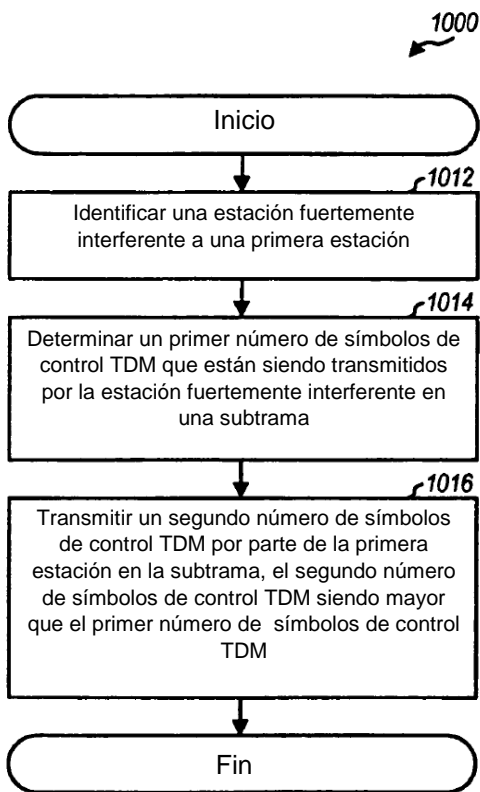 1000
Inicio
1012
Identificar una estación fuertemente
interferente a una primera estación
1014
Determinar un primer número de símbolos de
control TDM que están siendo transmitidos
por la estación fuertemente interferente en
una subtrama
1016
Transmitir un segundo número de símbolos
de control TDM por parte de la primera
estación en la subtrama, el segundo número
de símbolos de control TDM siendo mayor
que el primer número de símbolos de control
TDM
Fin